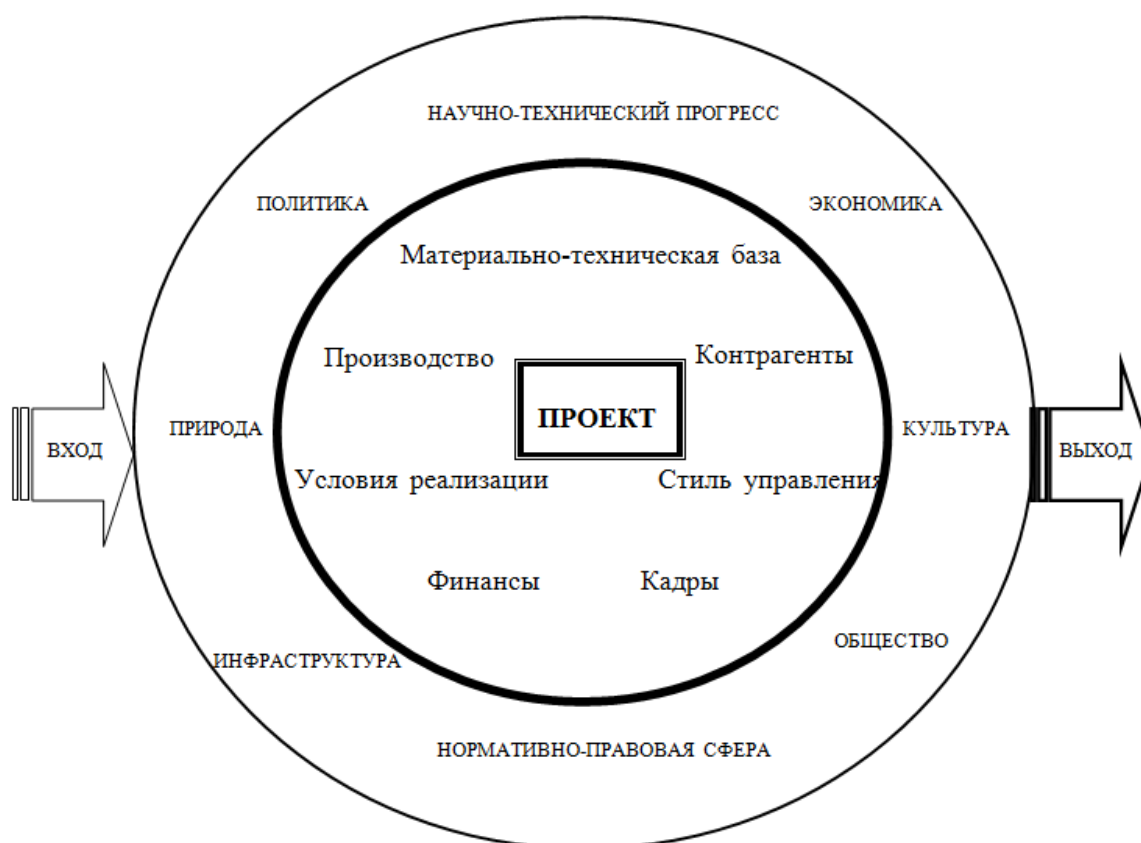 НАУЧНО-ТЕХНИЧЕСКИЙ ПРОГРЕСС
ПОЛИТИКА
ЭКОНОМИКА
Материально-техническая база
Производство
Контрагенты
ПРОЕКТ
ПРИРОДА
КУЛЬТУРА
ВХОД
ВЫХОД
Условия реализации
Стиль управления
Финансы
Кадры
ОБЩЕСТВО
ИНФРАСТРУКТУРА
НОРМАТИВНО-ПРАВОВАЯ СФЕРА